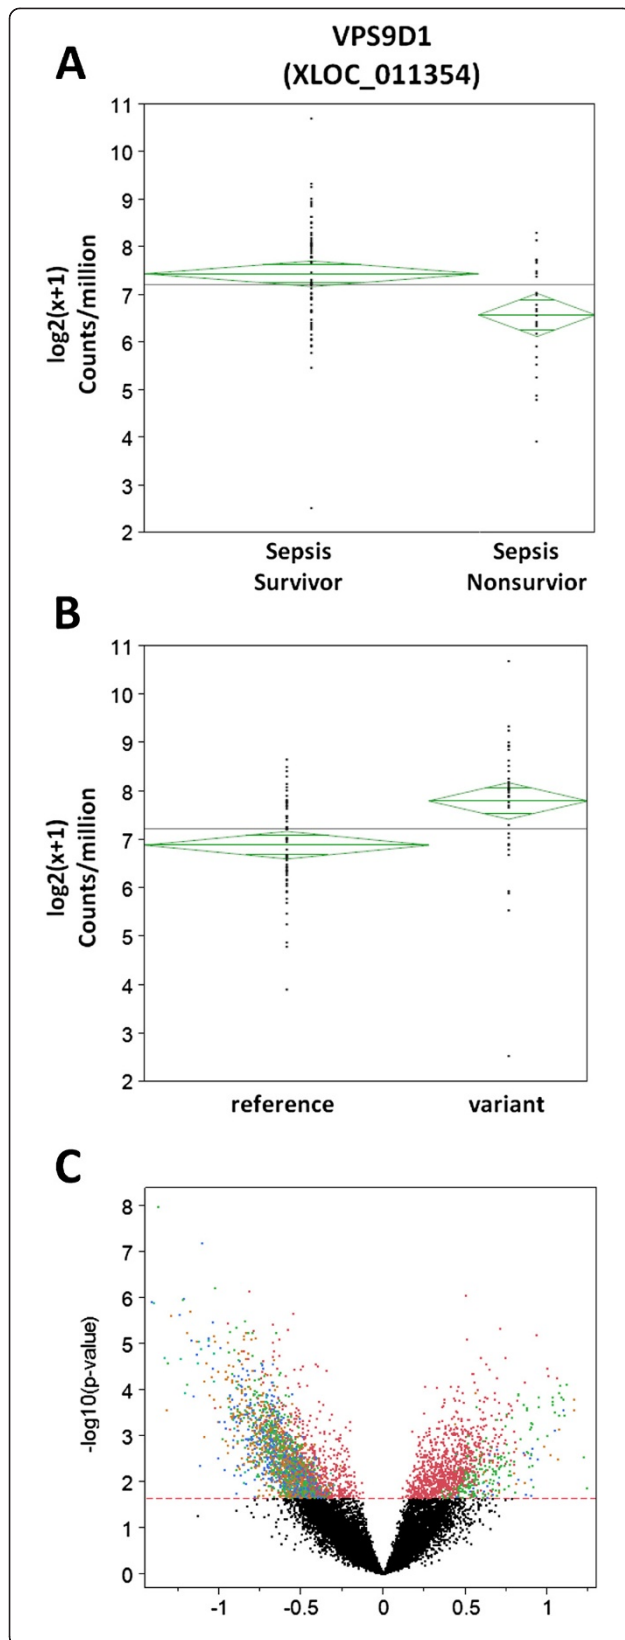 A
VPS9D1
(XLOC_011354)
11
10
9
8
7
6
5
4
3
2
log2(x+1)
Counts/million
Sepsis
Survivor
Sepsis
Nonsurvior
B
11
10
9
8
7
6
5
4
3
2
log2(x+1)
Counts/million
reference
variant
C
8
7
6
5
4
3
2
1
0
-log10(p-value)
-1
-0.5
0
0.5
1